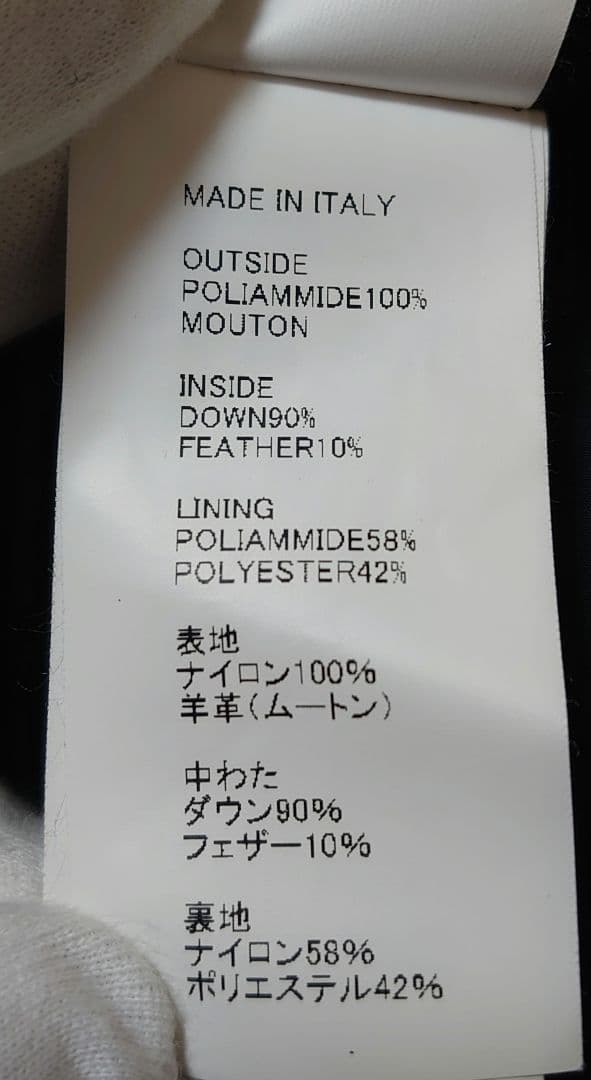 MADE IN ITALY
OUTSIDE
POLIAMMIDE100%
MOUTON
INSIDE
DOWN90%
FEATHER10%
LINING
POLIAMMIDE58%
POLYESTER42%
表地
ナイロン100%
羊革(ムートン)
中わた
ダウン90%
フェザー10%
裏地
ナイロン58%
ポリエステル42%